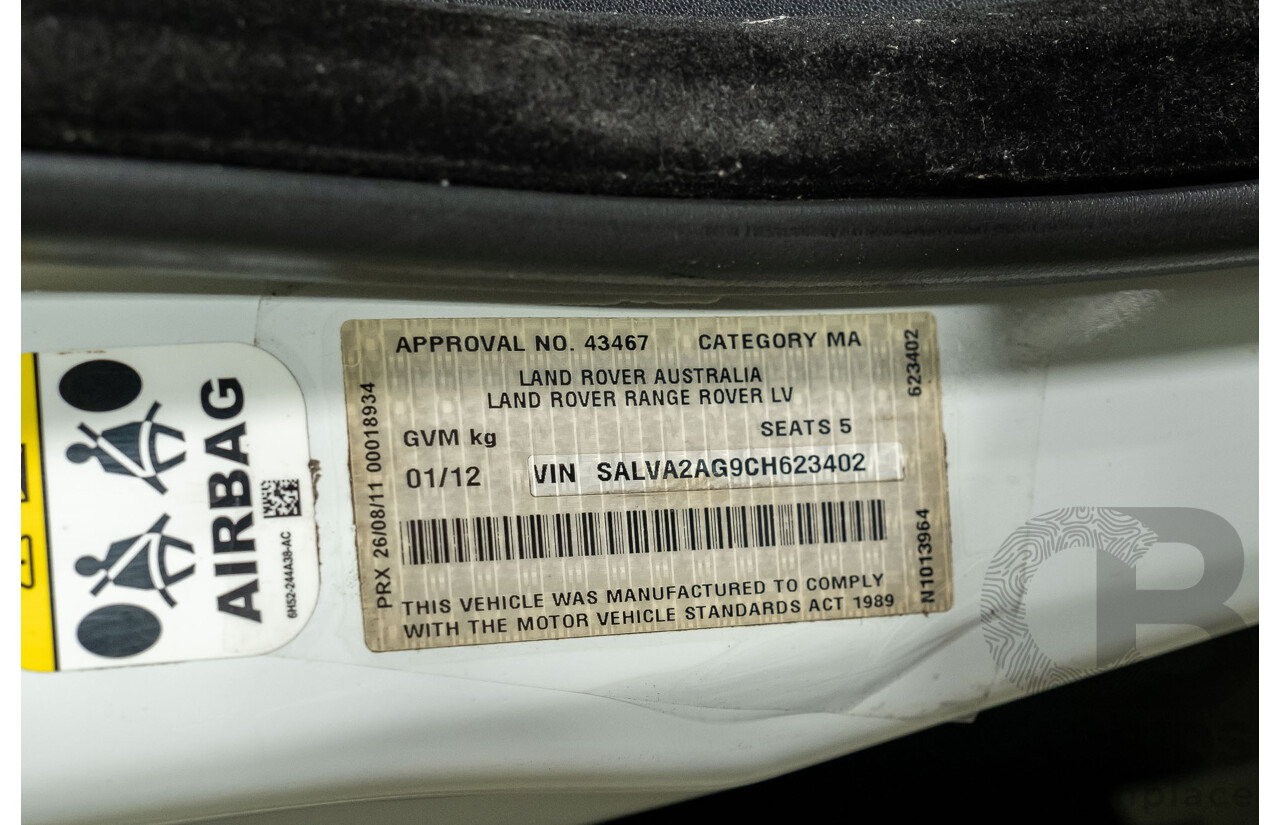 APPROVAL NO. 43467 CATEGORY MA
LAND ROVER AUSTRALIA
LAND ROVER RANGE ROVER LV
GVM kg SEATS 5
01/12 VIN SALVA2AG9CH623402
THIS VEHICLE WAS MANUFACTURED TO COMPLY
WITH THE MOTOR VEHICLE STANDARDS ACT 1989
PRX 26/08/11 00018934
623402
N1013964
AIRBAG
6H52-244A38-AC
CB
place